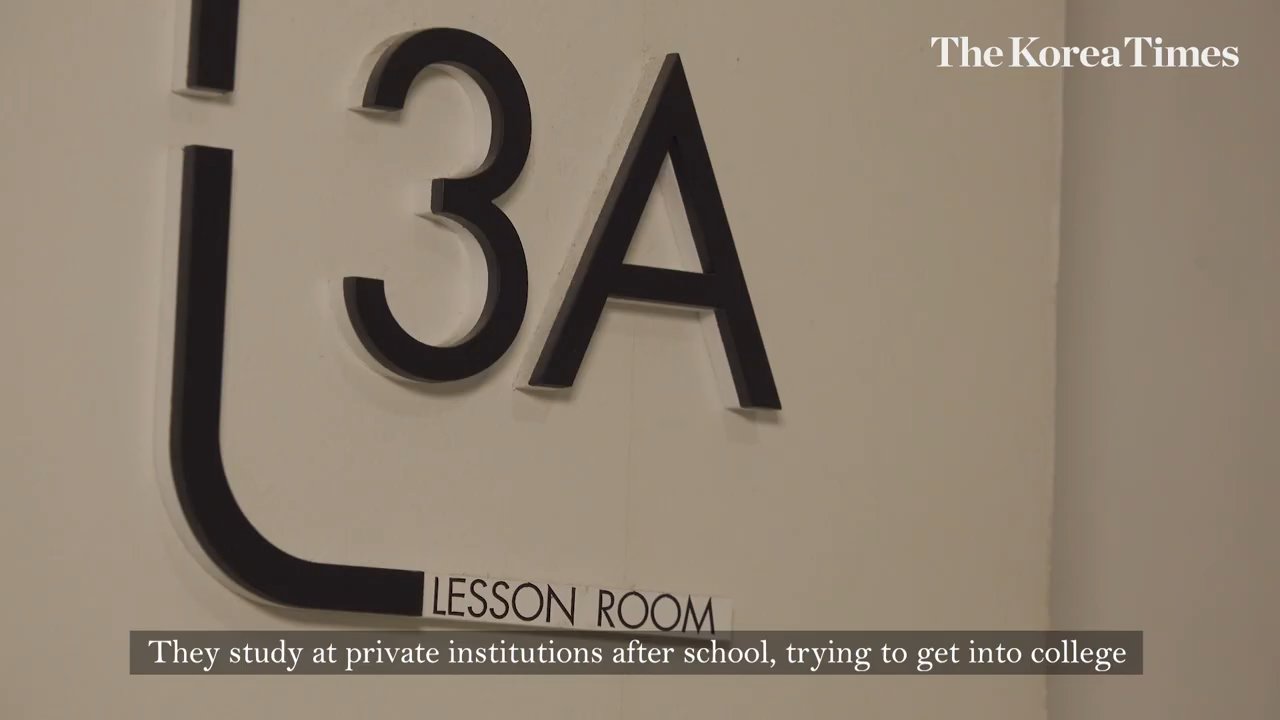 The Korea Times
3A
LESSON ROOM
They study at private institutions after school, trying to get into college